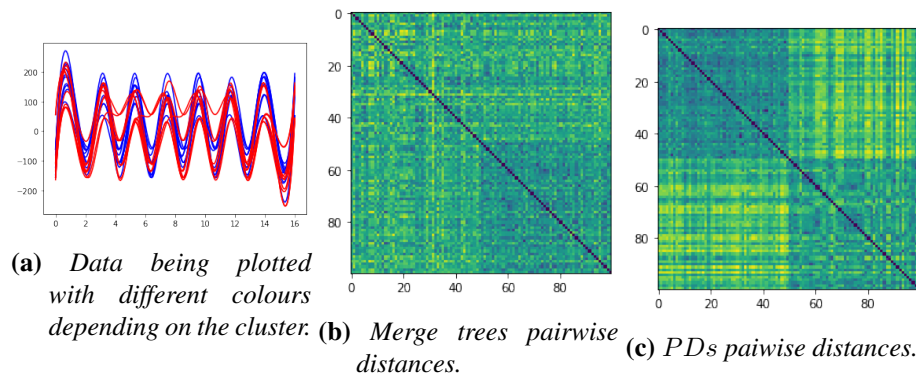 200
100
0
−100
−200
0 2 4 6 8 10 12 14 16
(a) Data being plotted
with different colours
depending on the cluster.
0
20
40
60
80
0 20 40 60 80
(b) Merge trees pairwise
distances.
0
20
40
60
80
0 20 40 60 80
(c) PDs paiwise distances.